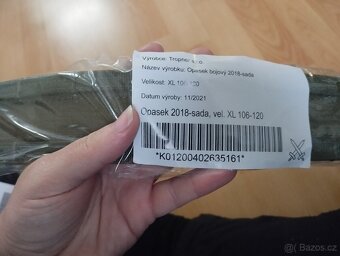 Výrobce: Tropner s.r.o
Název výrobku: Opasek bojový 2018-sada
Velikost: XL 106-120
Datum výroby: 11/2021
Opasek 2018-sada, vel. XL 106-120
*K01200402635161*
Bazos.cz